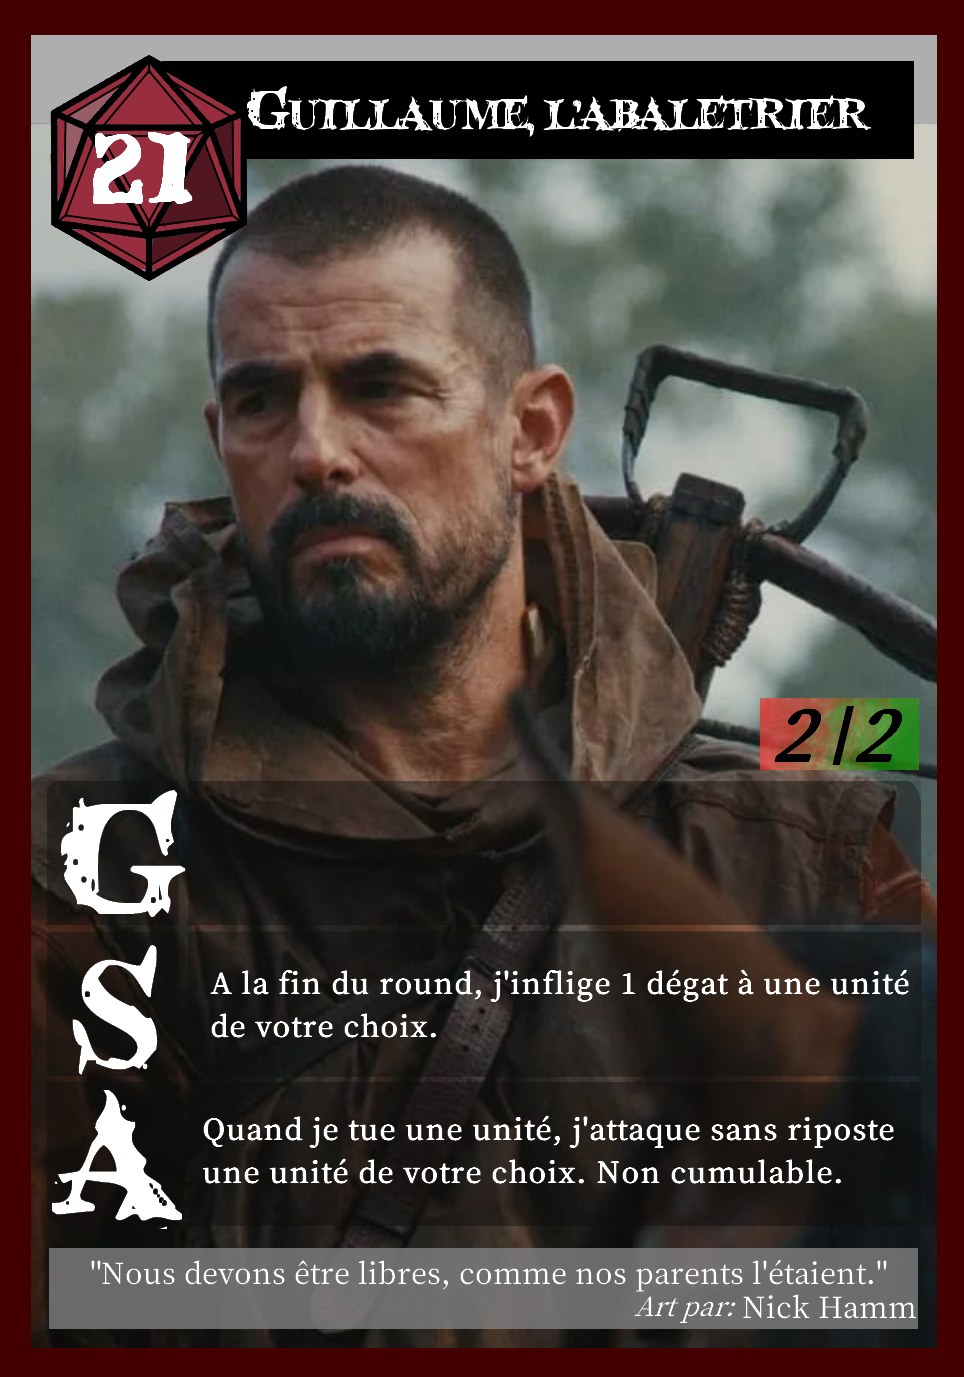 21
Guillaume, l'abaletrier
2/2
G
S
A la fin du round, j'inflige 1 dégat à une unité
de votre choix.
A
Quand je tue une unité, j'attaque sans riposte
une unité de votre choix. Non cumulable.
"Nous devons être libres, comme nos parents l'étaient."
Art par: Nick Hamm